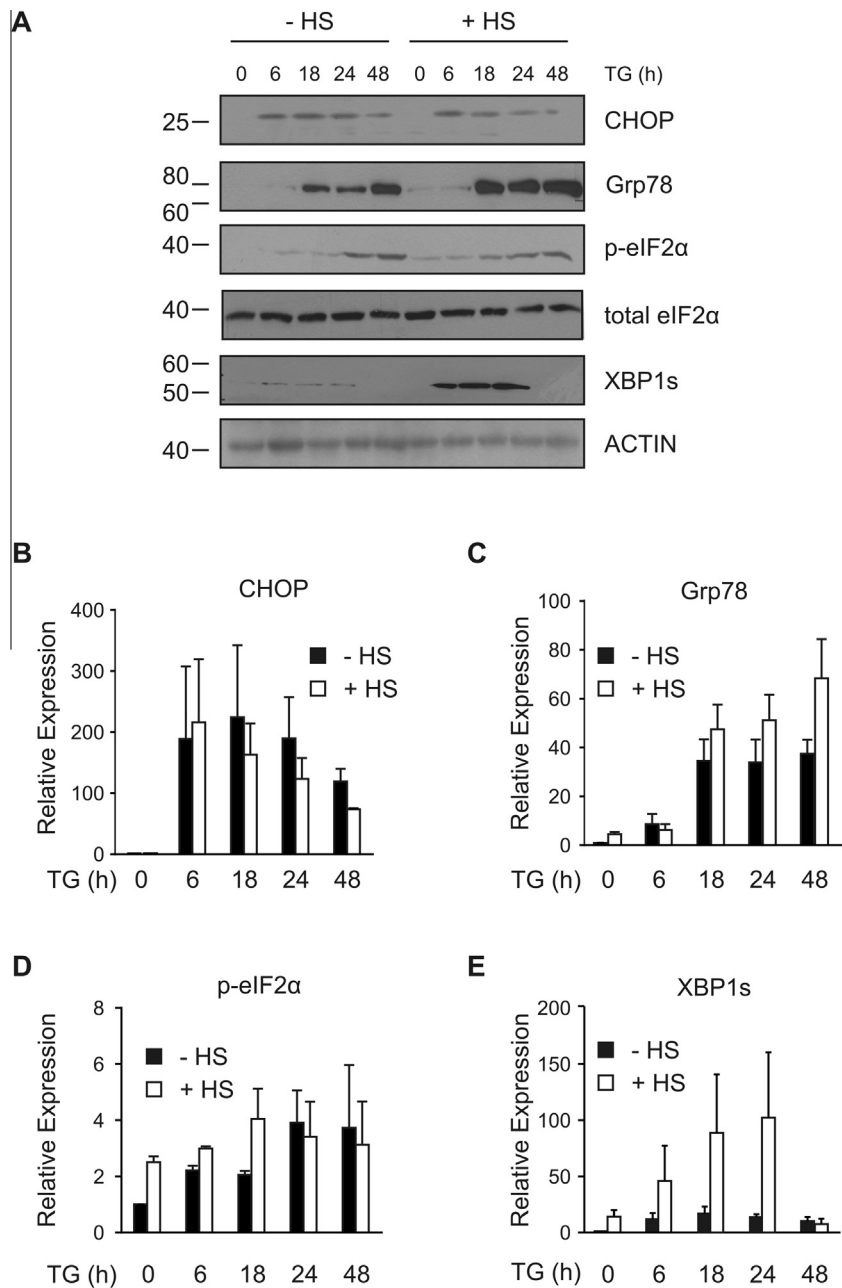 A
- HS + HS
0 6 18 24 48 0 6 18 24 48 TG (h)
25 CHOP
80
60
Grp78
40 p-eIF2α
40 total eIF2α
60
50
XBP1s
40 ACTIN
B
CHOP
400
300
200
100
0
Relative Expression
- HS
+ HS
TG (h) 0 6 18 24 48
C
Grp78
100
80
60
40
20
0
Relative Expression
- HS
+ HS
TG (h) 0 6 18 24 48
D
p-eIF2α
8
6
4
2
0
Relative Expression
- HS
+ HS
TG (h) 0 6 18 24 48
E
XBP1s
200
150
100
50
0
Relative Expression
- HS
+ HS
TG (h) 0 6 18 24 48